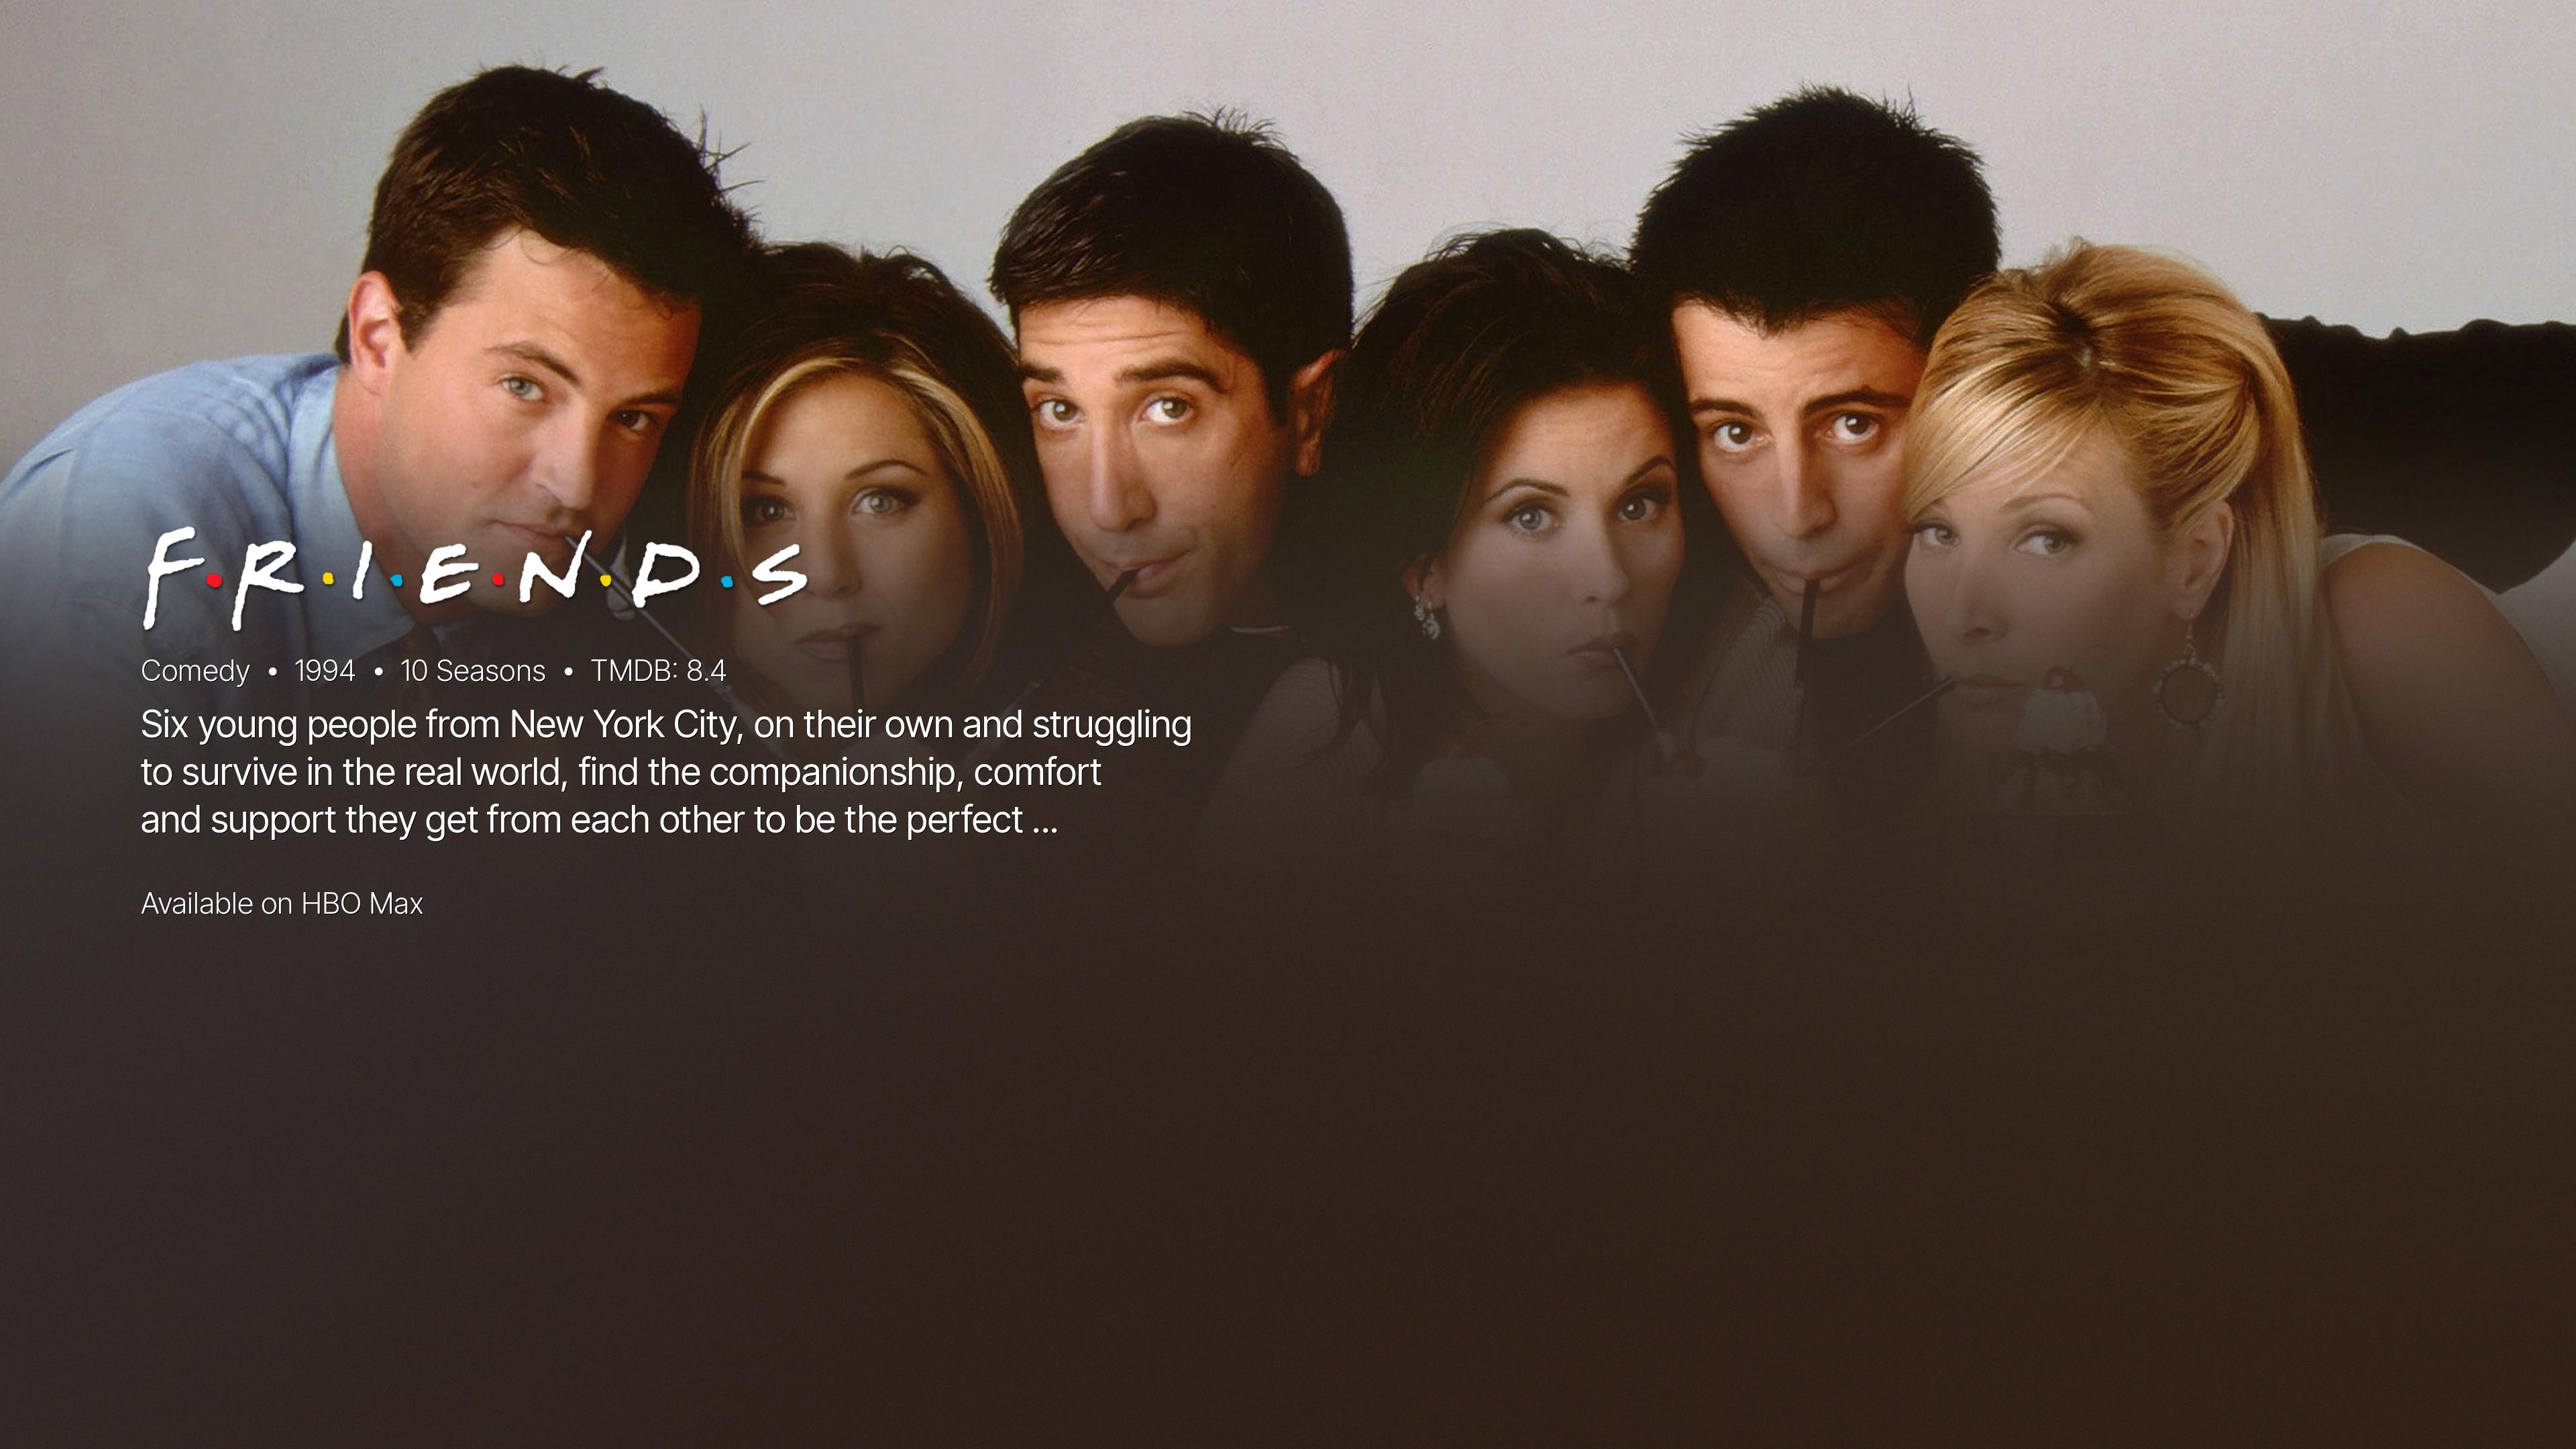 F·R·I·E·N·D·S
Comedy • 1994 • 10 Seasons • TMDB: 8.4
Six young people from New York City, on their own and struggling
to survive in the real world, find the companionship, comfort
and support they get from each other to be the perfect ...
Available on HBO Max